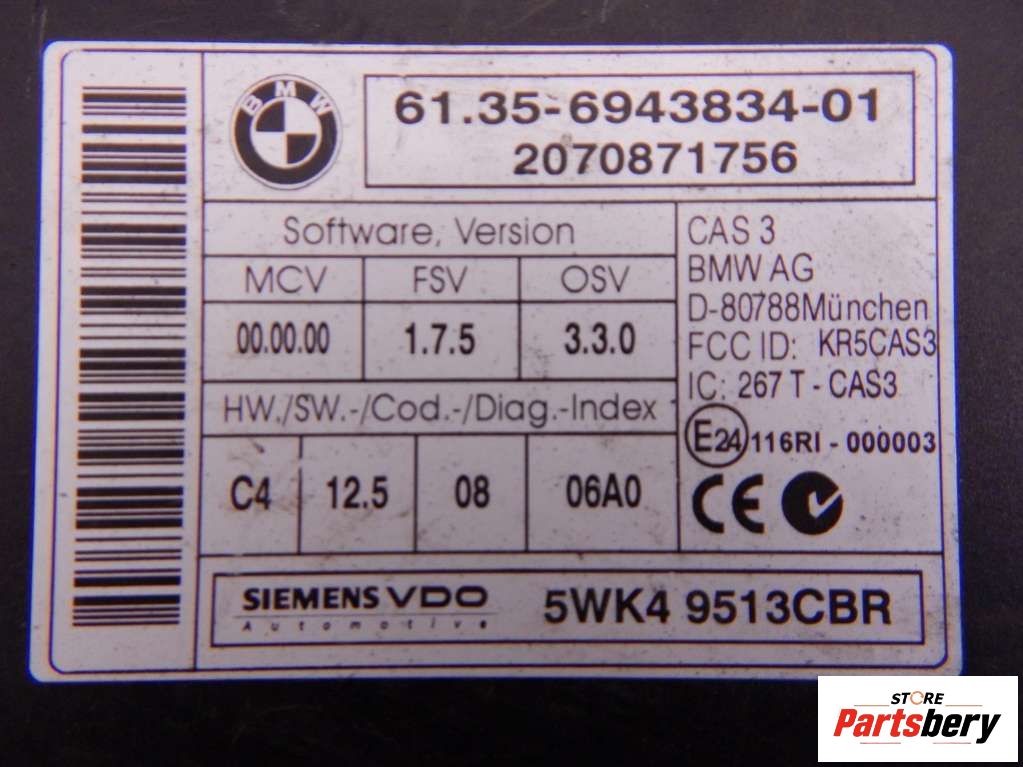 BMW
61.35-6943834-01
2070871756
Software, Version
MCV FSV OSV
00.00.00 1.7.5 3.3.0
HW./SW.-/Cod.-/Diag.-Index
C4 12.5 08 06A0
CAS 3
BMW AG
D-80788München
FCC ID: KR5CAS3
IC: 267 T - CAS3
E24 116RI - 000003
CE
SIEMENS VDO
Automotive
5WK4 9513CBR
STORE
Partsbery